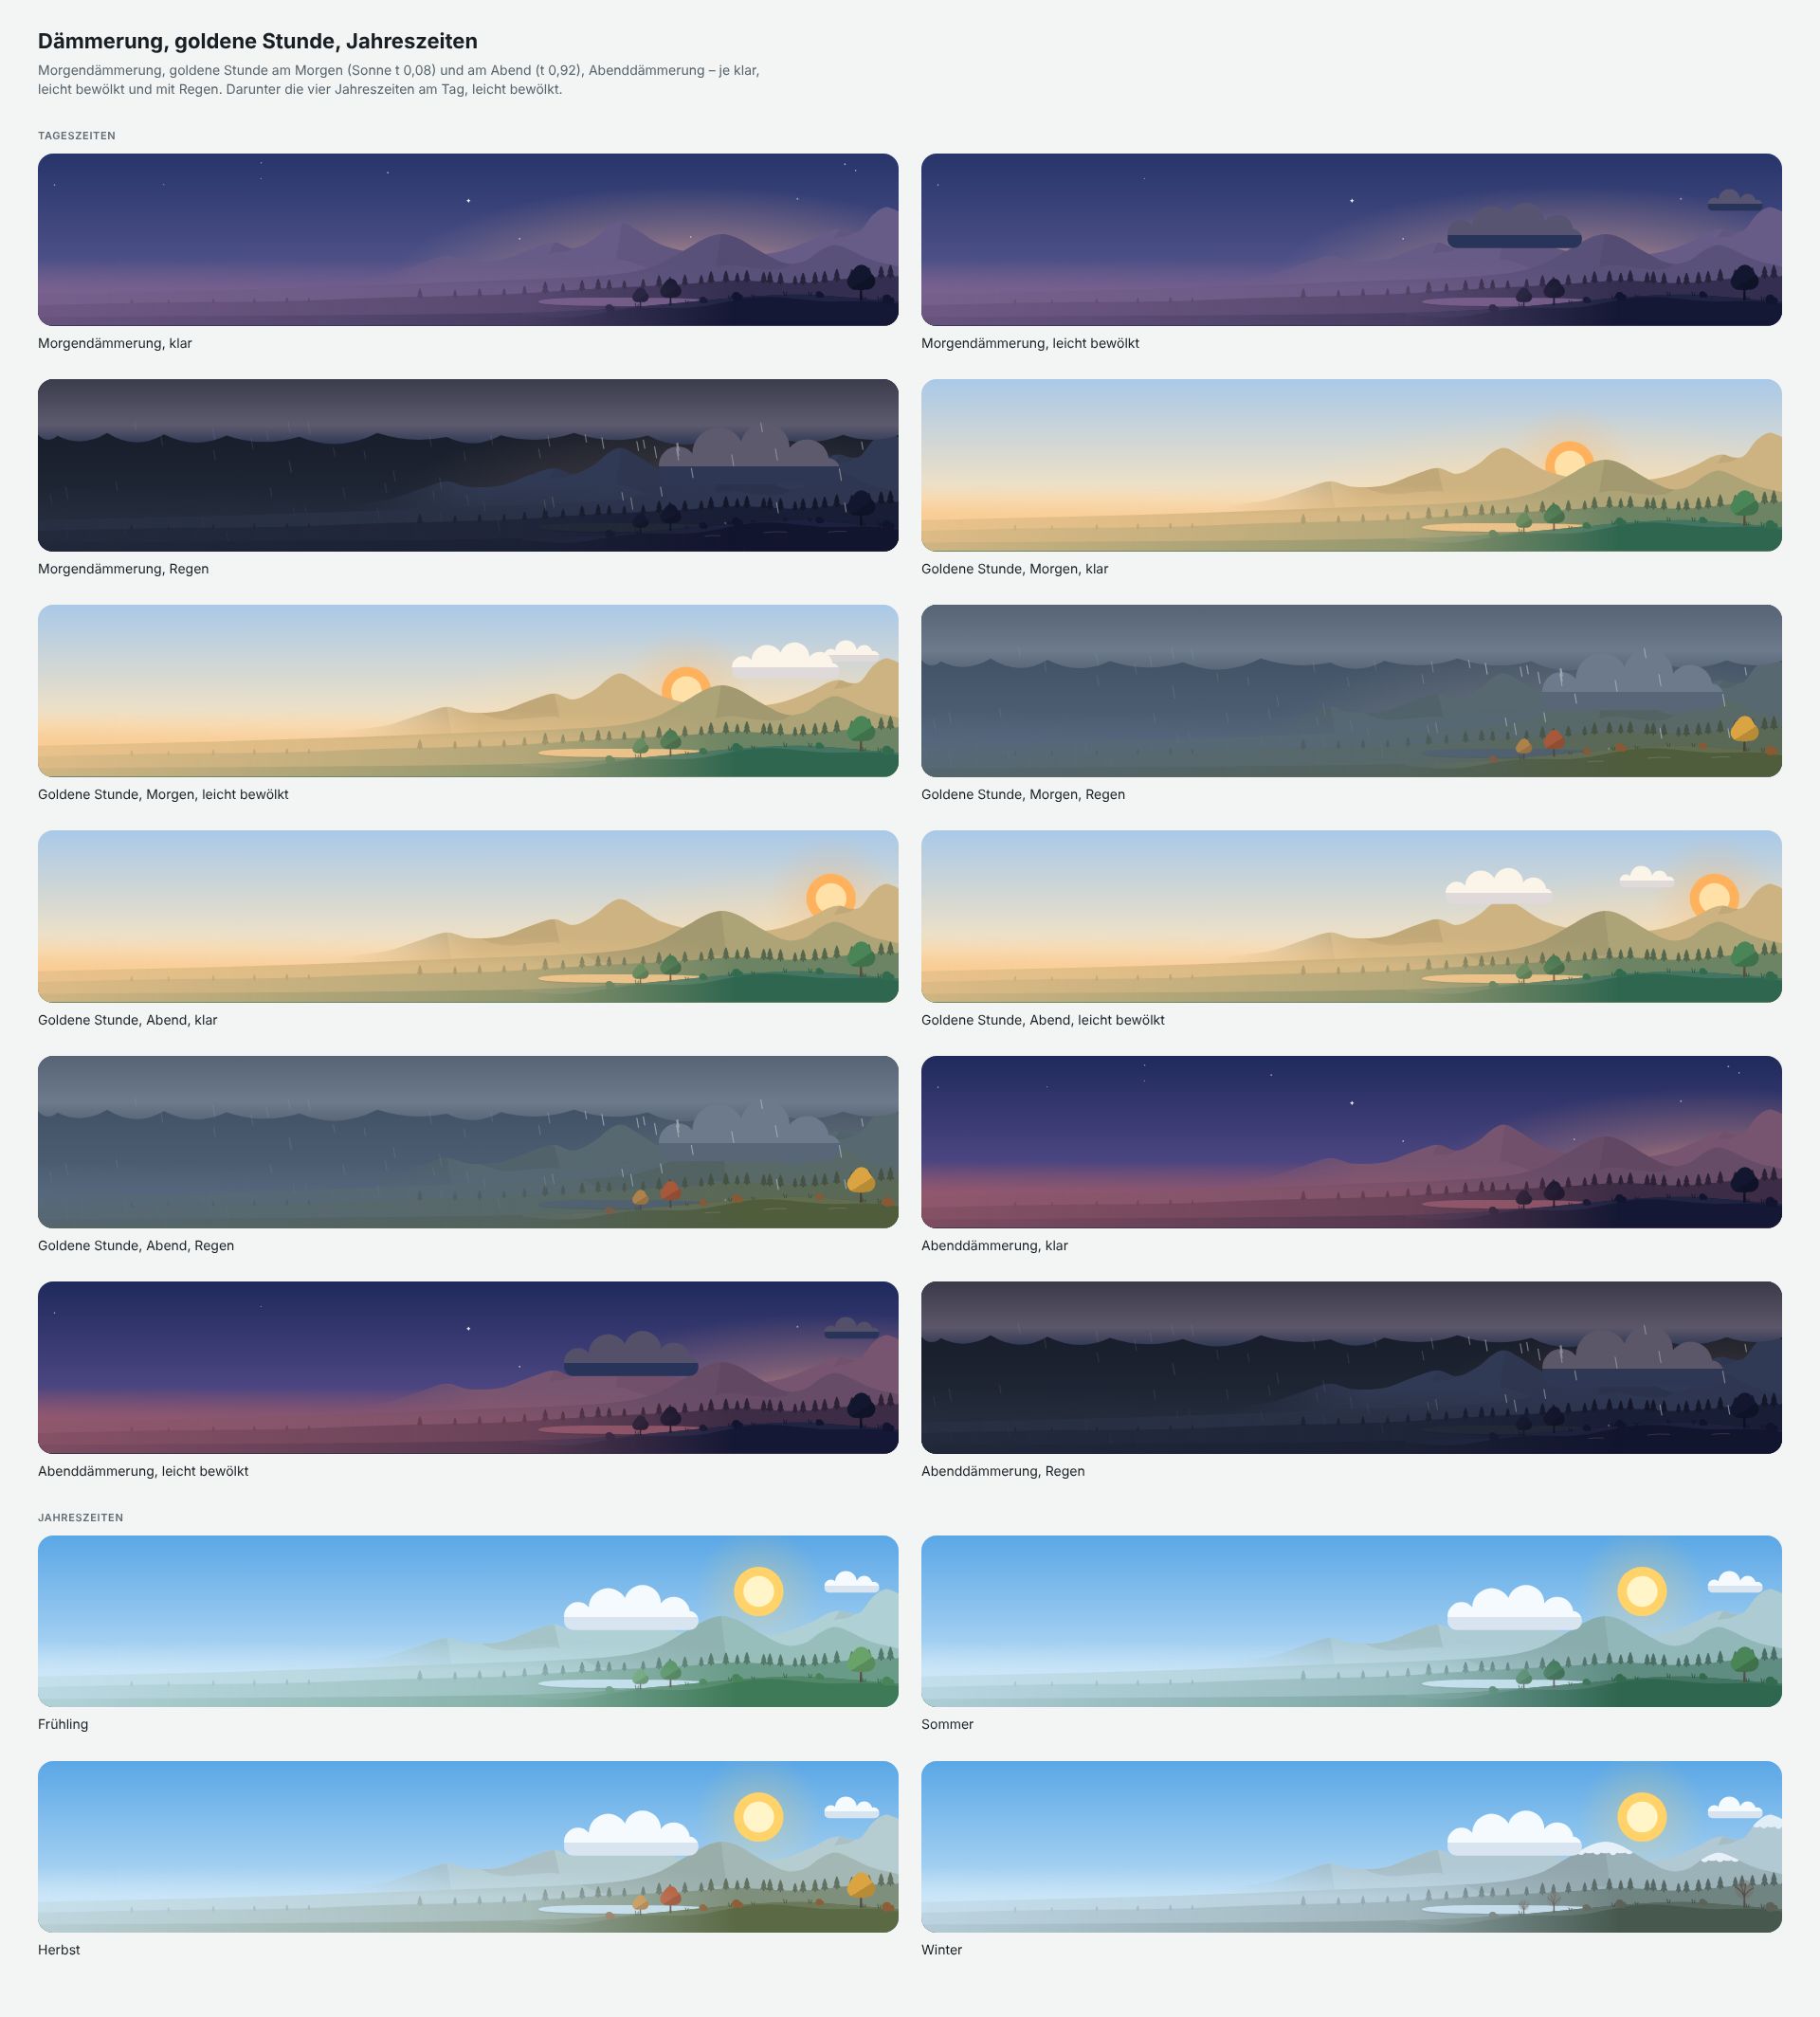 Dämmerung, goldene Stunde, Jahreszeiten
Morgendämmerung, goldene Stunde am Morgen (Sonne t 0,08) und am Abend (t 0,92), Abenddämmerung – je klar,
leicht bewölkt und mit Regen. Darunter die vier Jahreszeiten am Tag, leicht bewölkt.
TAGESZEITEN
Morgendämmerung, klar
Morgendämmerung, leicht bewölkt
Morgendämmerung, Regen
Goldene Stunde, Morgen, klar
Goldene Stunde, Morgen, leicht bewölkt
Goldene Stunde, Morgen, Regen
Goldene Stunde, Abend, klar
Goldene Stunde, Abend, leicht bewölkt
Goldene Stunde, Abend, Regen
Abenddämmerung, klar
Abenddämmerung, leicht bewölkt
Abenddämmerung, Regen
JAHRESZEITEN
Frühling
Sommer
Herbst
Winter